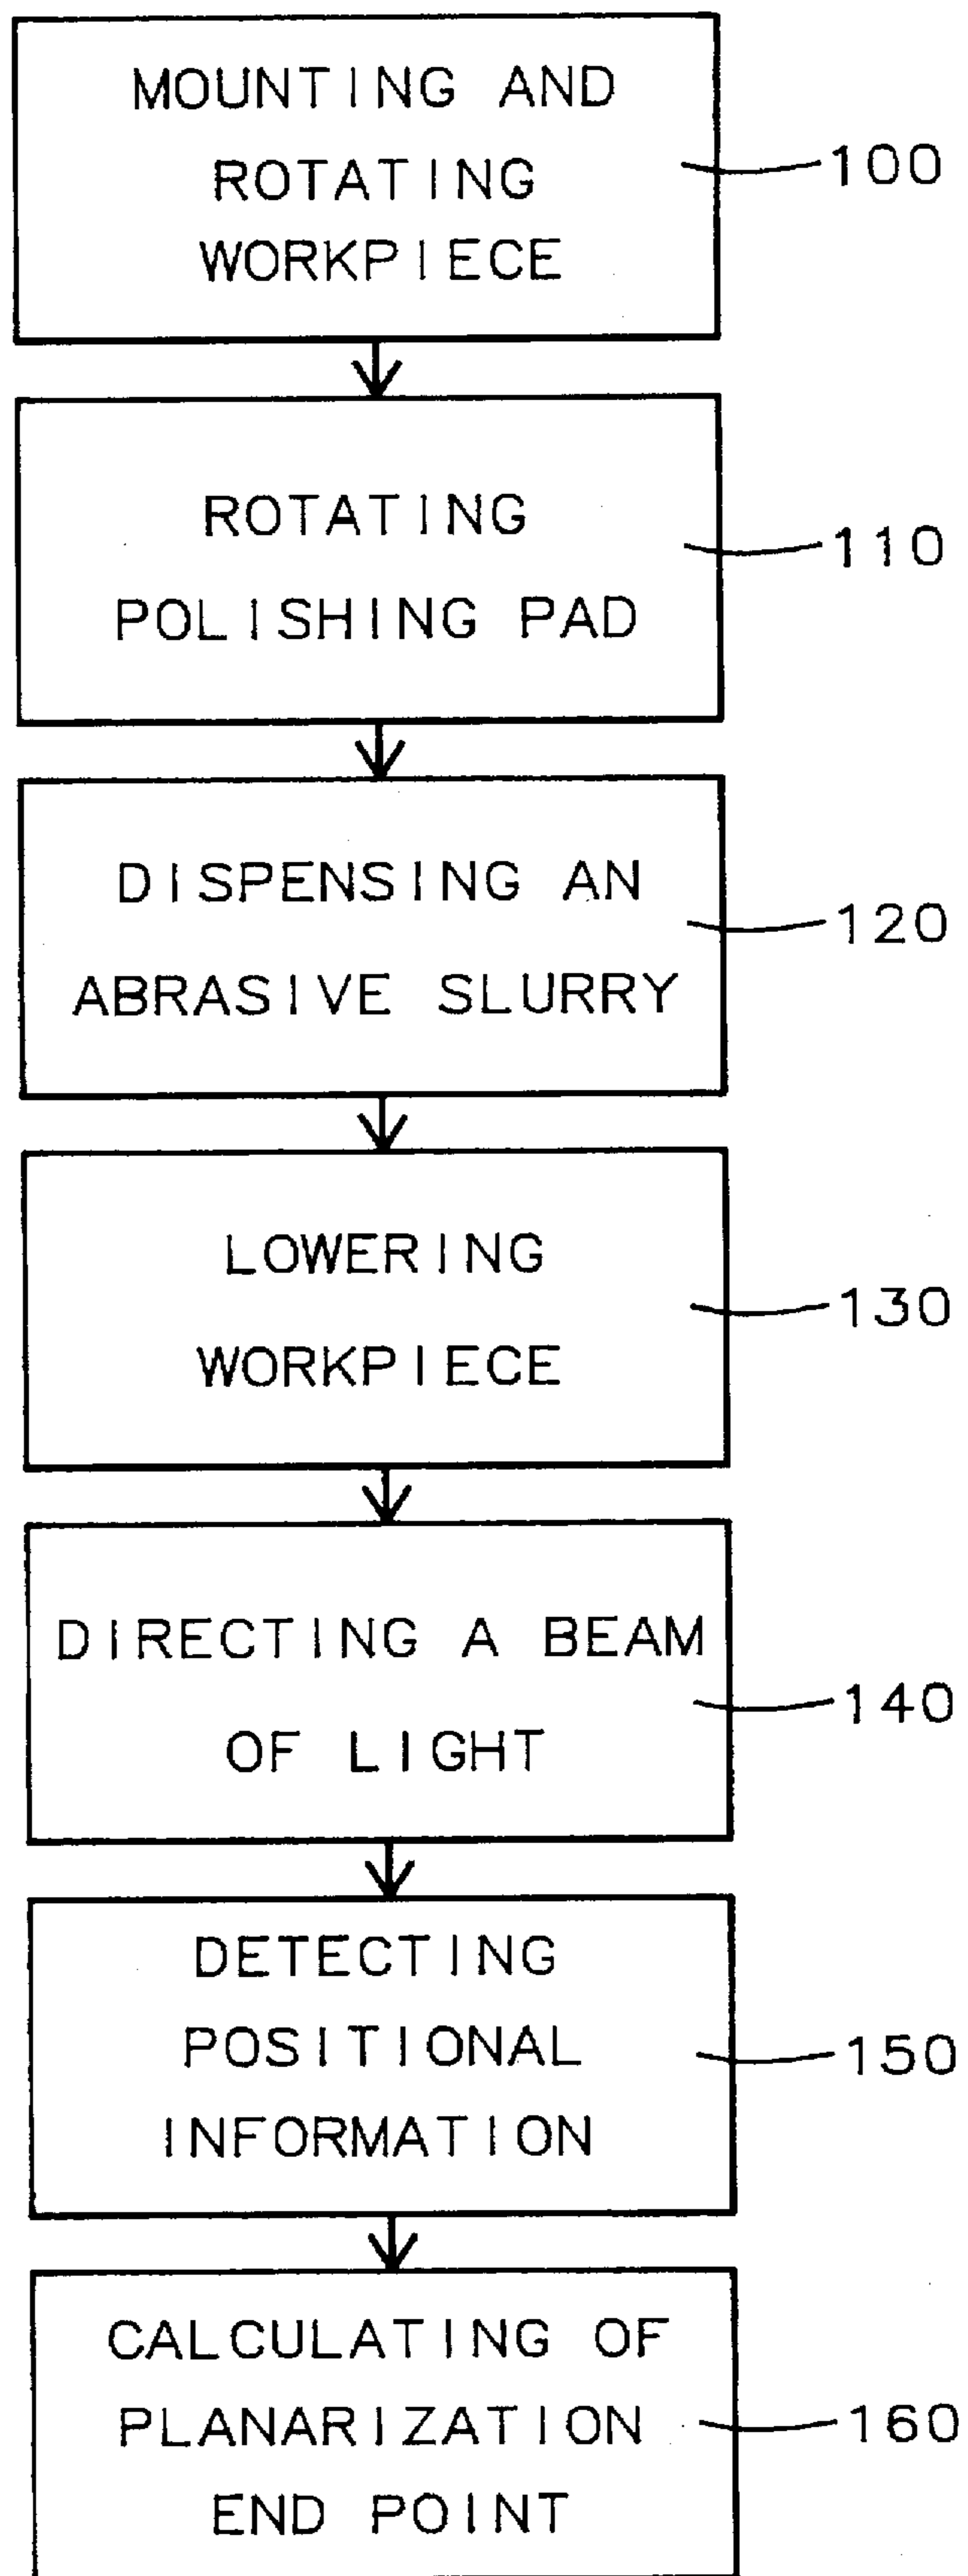 MOUNTING AND
ROTATING
WORKPIECE
100
ROTATING
POLISHING PAD
110
DISPENSING AN
ABRASIVE SLURRY
120
LOWERING
WORKPIECE
130
DIRECTING A BEAM
OF LIGHT
140
DETECTING
POSITIONAL
INFORMATION
150
CALCULATING OF
PLANARIZATION
END POINT
160